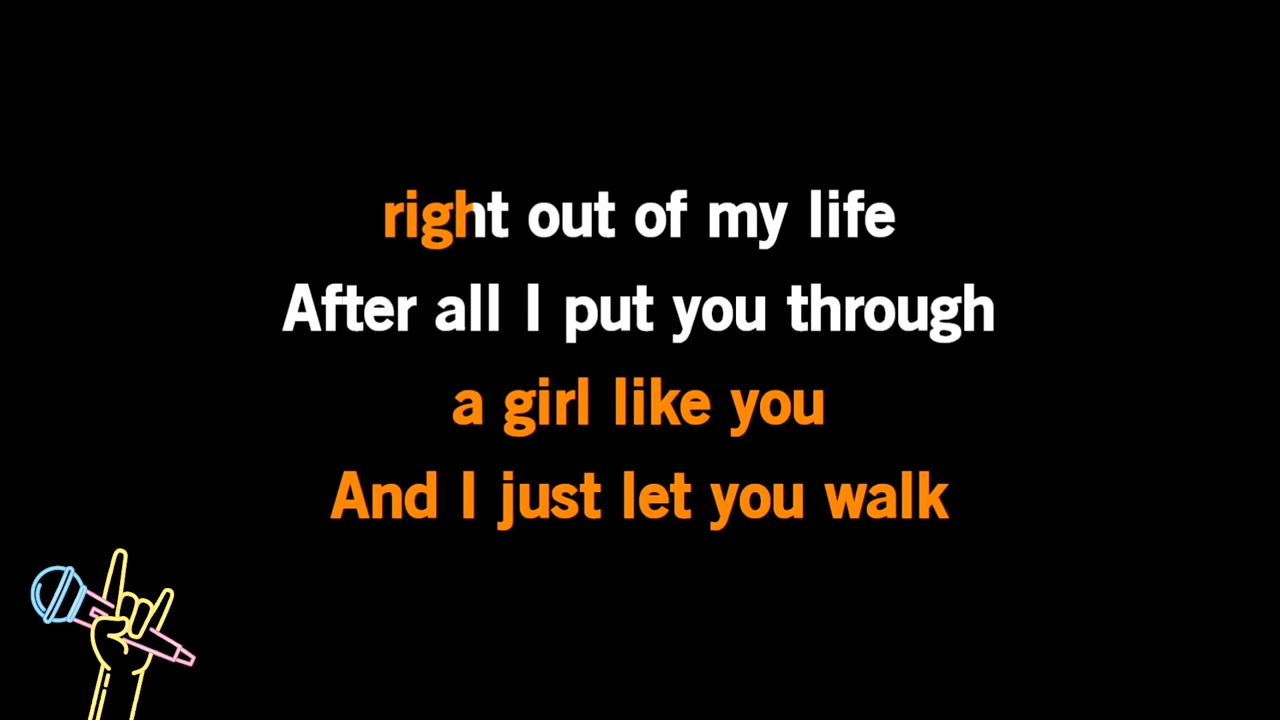 right out of my life
After all I put you through
a girl like you
And I just let you walk